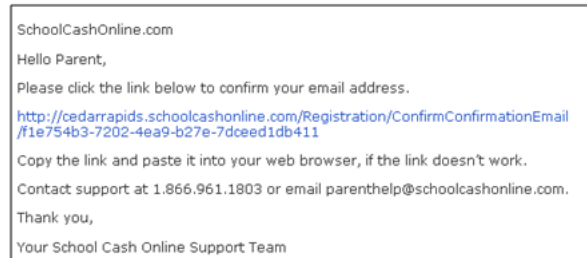 SchoolCashOnline.com
Hello Parent,
Please click the link below to confirm your email address.
http://cedarrapids.schoolcashonline.com/Registration/ConfirmConfirmationEmail
/f1e754b3-7202-4ea9-b27e-7dceed1db411
Copy the link and paste it into your web browser, if the link doesn't work.
Contact support at 1.866.961.1803 or email parenthelp@schoolcashonline.com.
Thank you,
Your School Cash Online Support Team